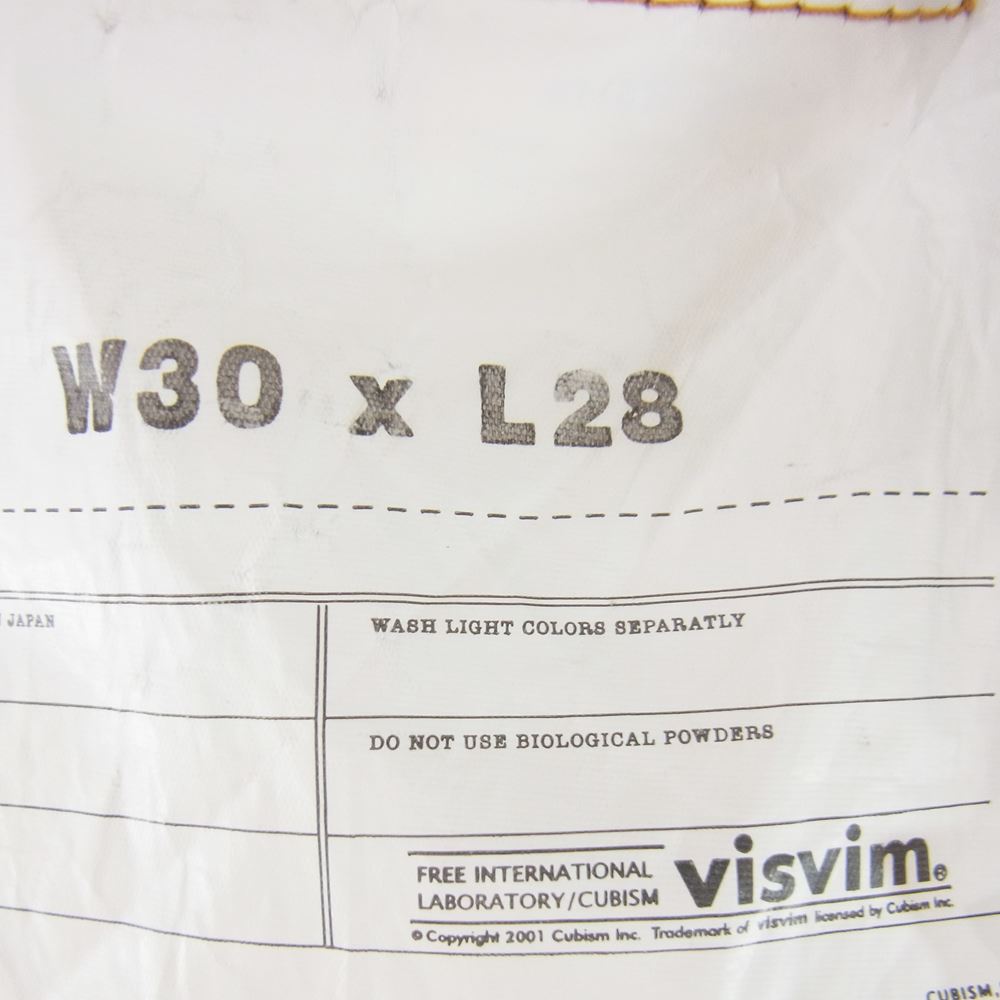 W30 x L28
JAPAN
WASH LIGHT COLORS SEPARATLY
DO NOT USE BIOLOGICAL POWDERS
FREE INTERNATIONAL
LABORATORY/CUBISM
visvim®
©Copyright 2001 Cubism Inc. Trademark of visvim licensed by Cubism Inc.
CUBISM.